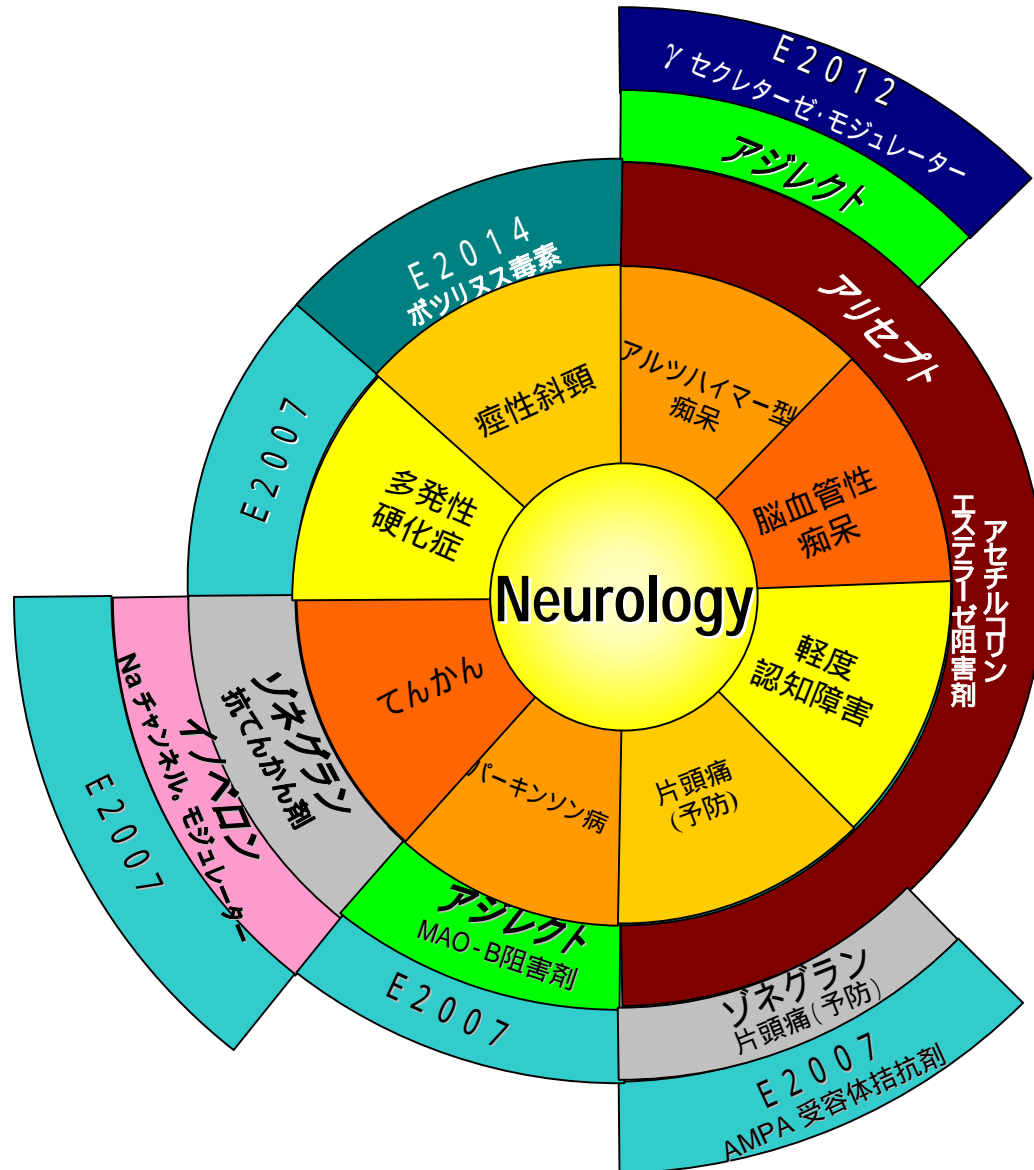 E2012
γ セクレターゼ・モジュレーター
アジレクト
アリセプト
アセチルコリン
エステラーゼ阻害剤
E2014
ボツリヌス毒素
E2007
痙性斜頸
アルツハイマー型
痴呆
脳血管性
痴呆
多発性
硬化症
Neurology
軽度
認知障害
てんかん
パーキンソン病
片頭痛
(予防)
ゾネグラン
抗てんかん剤
イノベロン
Na チャンネル・モジュレーター
E2007
アジレクト
MAO-B阻害剤
E2007
ゾネグラン
片頭痛(予防)
E2007
AMPA 受容体拮抗剤